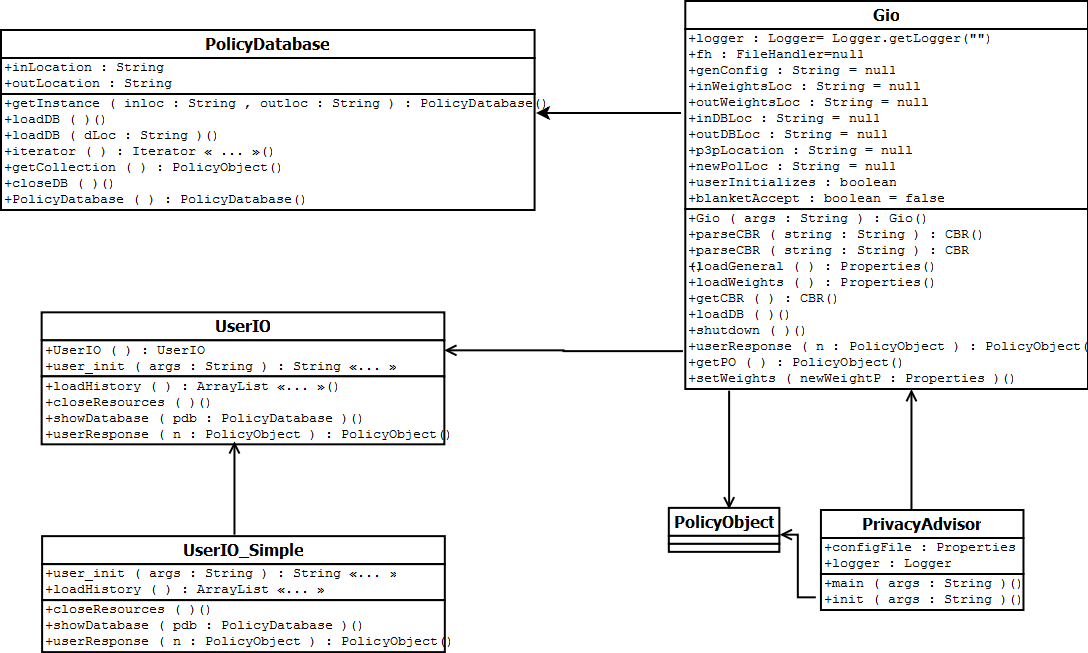 PolicyDatabase
+inLocation : String
+outLocation : String
+getInstance ( inloc : String , outloc : String ) : PolicyDatabase()
+loadDB ( )()
+loadDB ( dLoc : String )()
+iterator ( ) : Iterator « ... »()
+getCollection ( ) : PolicyObject()
+closeDB ( )()
+PolicyDatabase ( ) : PolicyDatabase()
Gio
+logger : Logger= Logger.getLogger("")
+fh : FileHandler=null
+genConfig : String = null
+inWeightsLoc : String = null
+outWeightsLoc : String = null
+inDBLoc : String = null
+outDBLoc : String = null
+p3pLocation : String = null
+newPolLoc : String = null
+userInitializes : boolean
+blanketAccept : boolean = false
+Gio ( args : String ) : Gio()
+parseCBR ( string : String ) : CBR()
+parseCBR ( string : String ) : CBR
+loadGeneral ( ) : Properties()
+loadWeights ( ) : Properties()
+getCBR ( ) : CBR()
+loadDB ( )()
+shutdown ( )()
+userResponse ( n : PolicyObject ) : PolicyObject(
+getPO ( ) : PolicyObject()
+setWeights ( newWeightP : Properties )()
UserIO
+UserIO ( ) : UserIO
+user_init ( args : String ) : String «... »
+loadHistory ( ) : ArrayList «... »()
+closeResources ( )()
+showDatabase ( pdb : PolicyDatabase )()
+userResponse ( n : PolicyObject ) : PolicyObject()
UserIO_Simple
+user_init ( args : String ) : String «... »
+loadHistory ( ) : ArrayList «... »
+closeResources ( )()
+showDatabase ( pdb : PolicyDatabase )()
+userResponse ( n : PolicyObject ) : PolicyObject()
PolicyObject
PrivacyAdvisor
+configFile : Properties
+logger : Logger
+main ( args : String )()
+init ( args : String )()